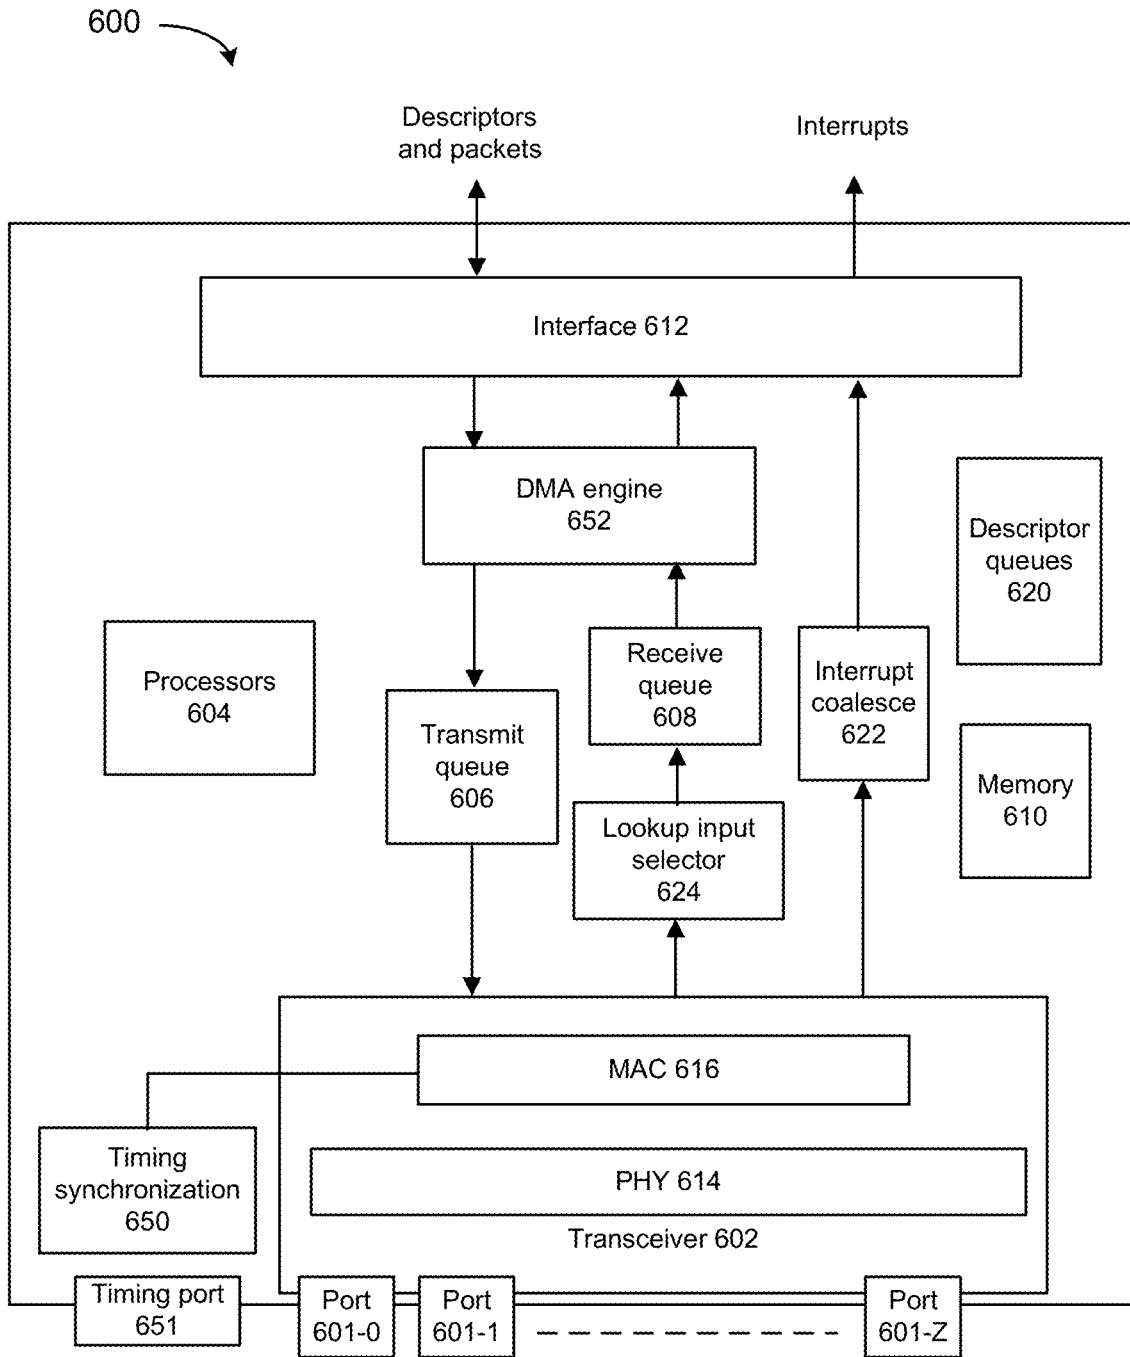 600
Descriptors
and packets
Interrupts
Interface 612
DMA engine
652
Descriptor
queues
620
Processors
604
Receive
queue
608
Interrupt
coalesce
622
Transmit
queue
606
Memory
610
Lookup input
selector
624
MAC 616
Timing
synchronization
650
PHY 614
Transceiver 602
Timing port
651
Port
601-0
Port
601-1
Port
601-Z